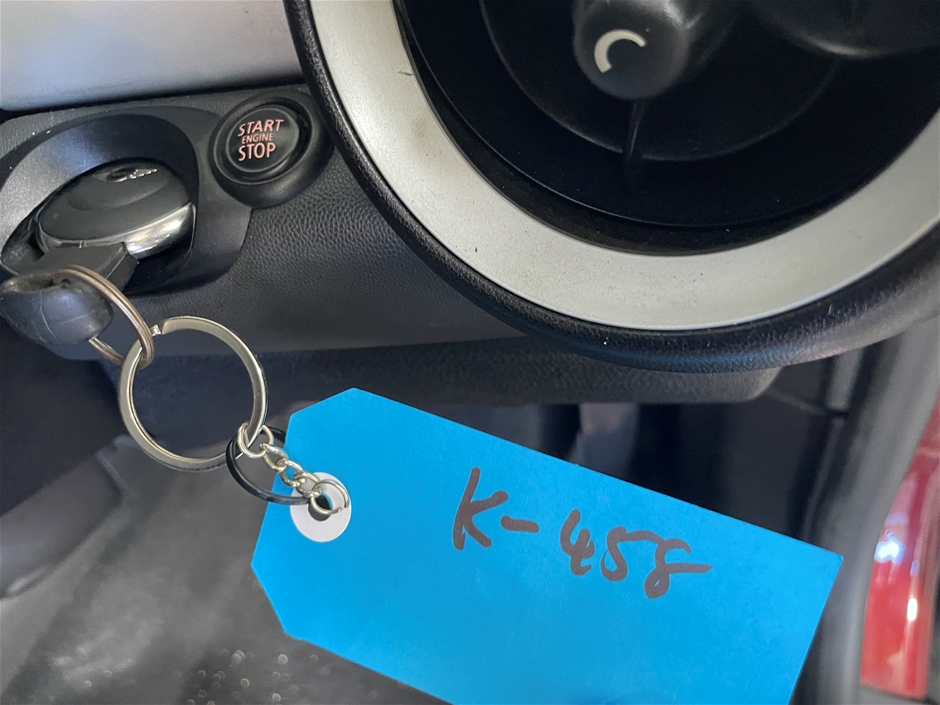 START
ENGINE
STOP
K-458